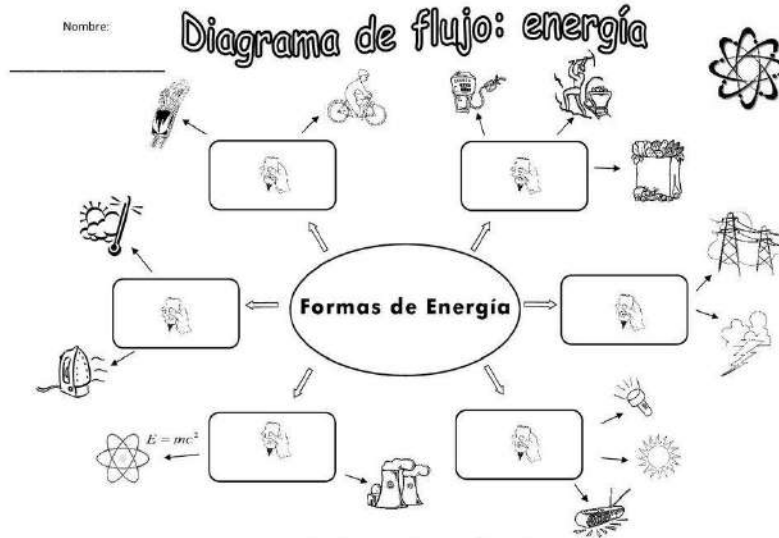 Nombre:
Diagrama de flujo: energía
Formas de Energía
E = mc²